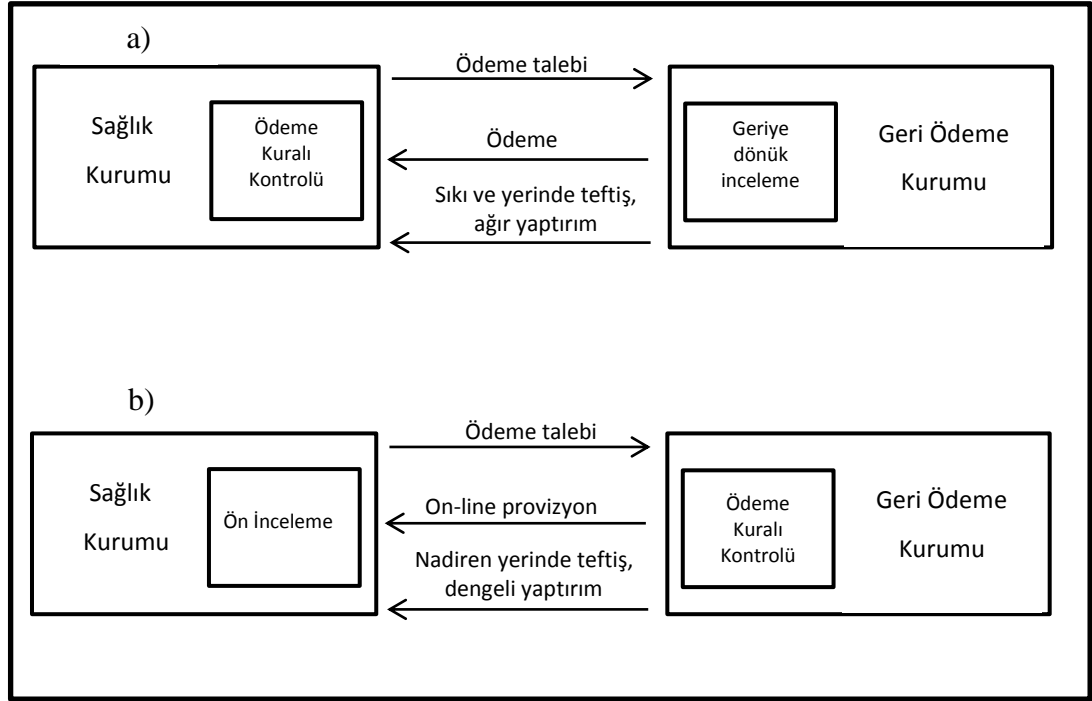 a)
Sağlık
Kurumu
Ödeme
Kuralı
Kontrolü
Ödeme talebi
Ödeme
Sıkı ve yerinde teftiş,
ağır yaptırım
Geriye
dönük
inceleme
Geri Ödeme
Kurumu
b)
Sağlık
Kurumu
Ön İnceleme
Ödeme talebi
On-line provizyon
Nadiren yerinde teftiş,
dengeli yaptırım
Ödeme
Kuralı
Kontrolü
Geri Ödeme
Kurumu